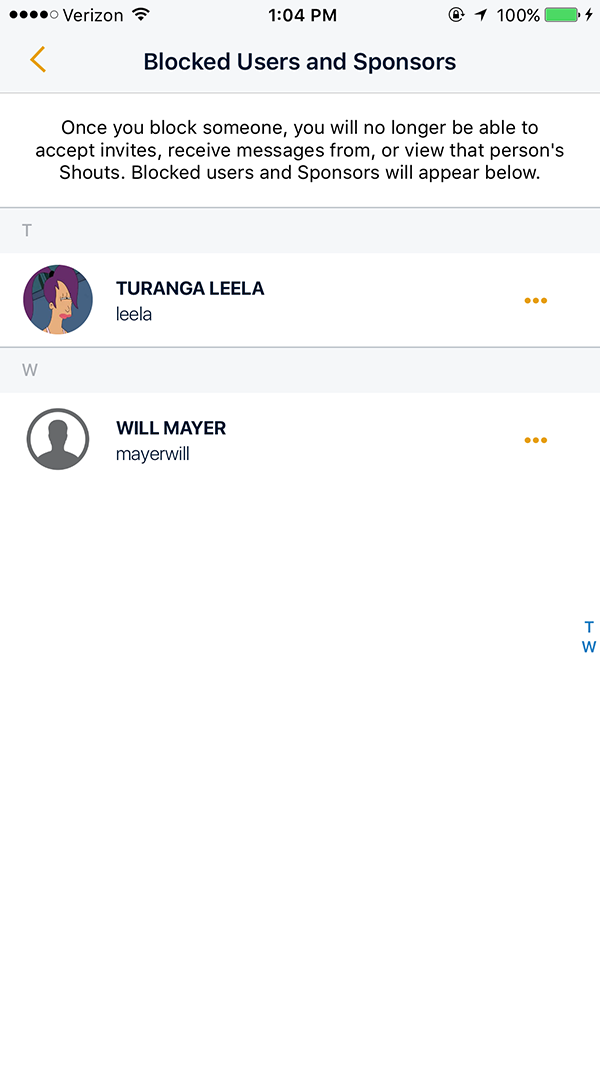 Verizon 1:04 PM 100%
Blocked Users and Sponsors
Once you block someone, you will no longer be able to
accept invites, receive messages from, or view that person's
Shouts. Blocked users and Sponsors will appear below.
T
TURANGA LEELA
leela
W
WILL MAYER
mayerwill
T
W